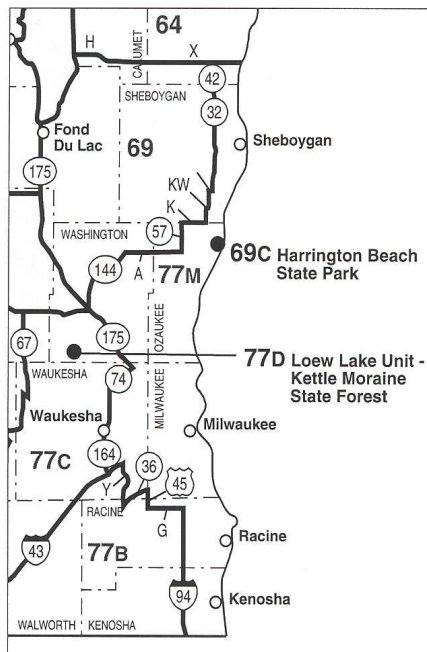 64
H
CALUMET
X
42
SHEBOYGAN
32
Fond
Du Lac
69
Sheboygan
175
KW
K
57
WASHINGTON
69C Harrington Beach
State Park
144
A
77M
OZAUKEE
175
67
77D Loew Lake Unit -
Kettle Moraine
State Forest
WAUKESHA
74
MILWAUKEE
Waukesha
Milwaukee
77C
164
36
45
Y
RACINE
G
43
77B
Racine
94
Kenosha
WALWORTH
KENOSHA